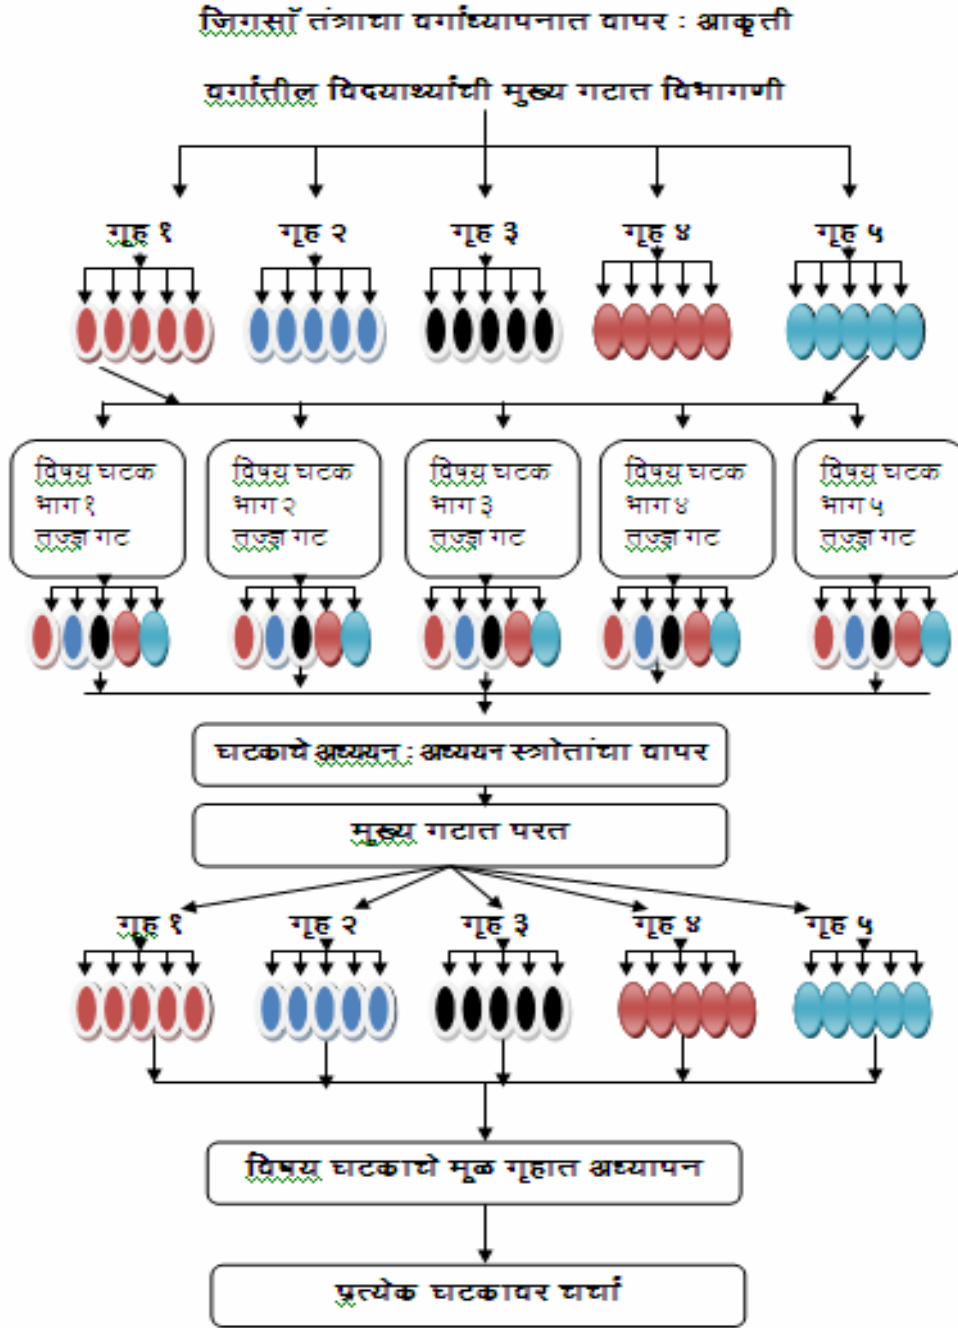 जिगसॉ तंत्राचा वर्गाध्यापनात वापर : आकृती
वर्गातील विदयार्थ्यांची मुख्य गटात विभागणी
गृह १ गृह २ गृह ३ गृह ४ गृह ५
विषय घटक
भाग १
तज्ज्ञ गट
विषय घटक
भाग २
तज्ज्ञ गट
विषय घटक
भाग ३
तज्ज्ञ गट
विषय घटक
भाग ४
तज्ज्ञ गट
विषय घटक
भाग ५
तज्ज्ञ गट
घटकाचे अध्ययन : अध्ययन स्त्रोतांचा वापर
मुख्य गटात परत
गृह १ गृह २ गृह ३ गृह ४ गृह ५
विषय घटकाचे मूळ गृहात अध्यापन
प्रत्येक घटकावर चर्चा